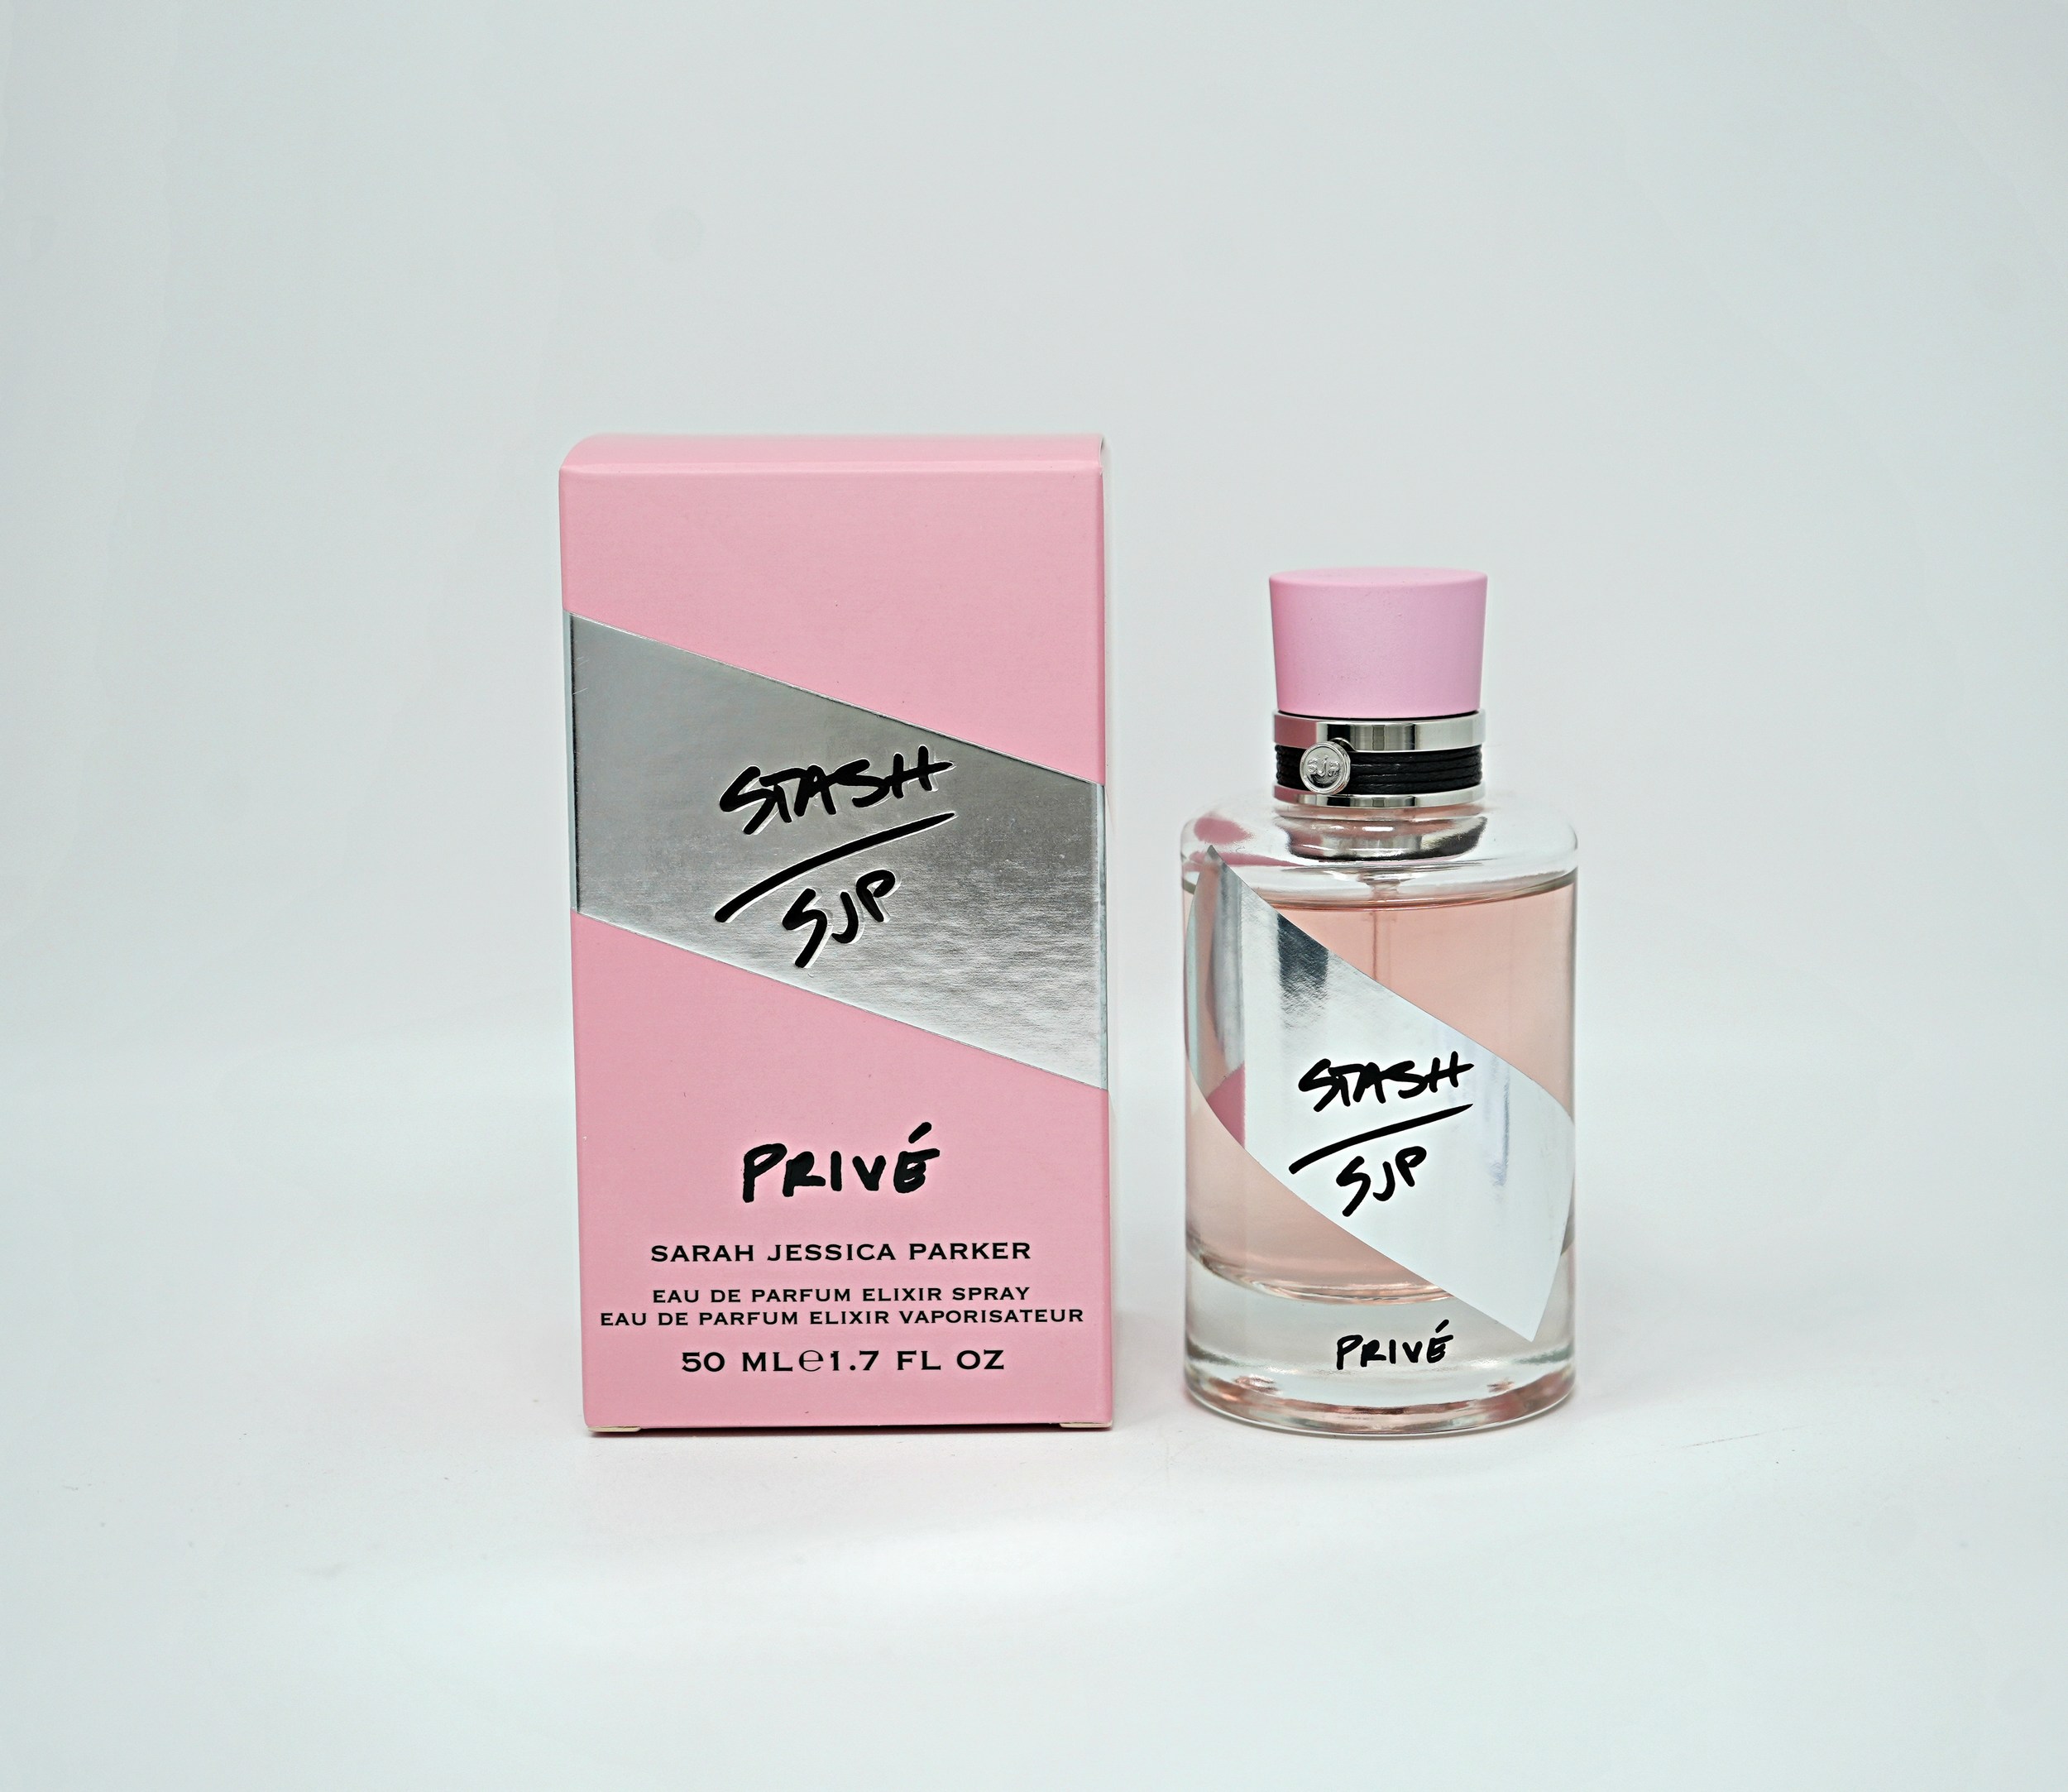 STASH
SJP
PRIVÉ
SARAH JESSICA PARKER
EAU DE PARFUM ELIXIR SPRAY
EAU DE PARFUM ELIXIR VAPORISATEUR
50 ML℮1.7 FL OZ
SJP
STASH
SJP
PRIVÉ